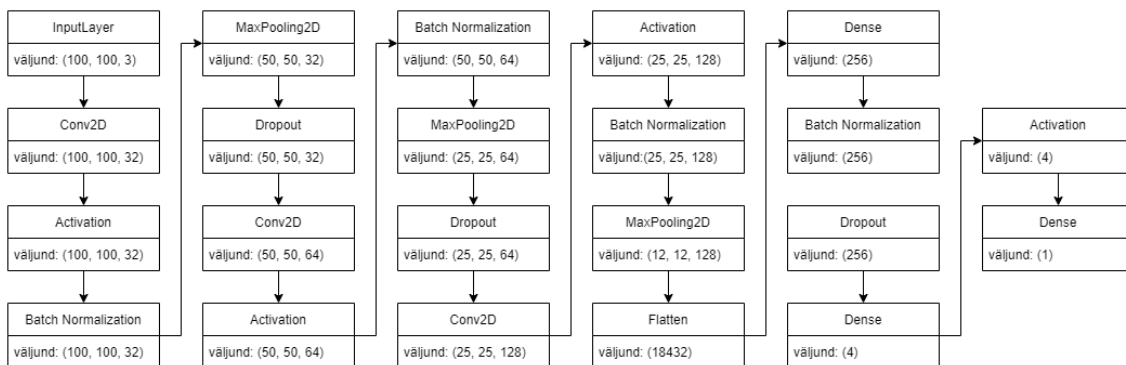 InputLayer
väljund: (100, 100, 3)
Conv2D
väljund: (100, 100, 32)
Activation
väljund: (100, 100, 32)
Batch Normalization
väljund: (100, 100, 32)
MaxPooling2D
väljund: (50, 50, 32)
Dropout
väljund: (50, 50, 32)
Conv2D
väljund: (50, 50, 64)
Activation
väljund: (50, 50, 64)
Batch Normalization
väljund: (50, 50, 64)
MaxPooling2D
väljund: (25, 25, 64)
Dropout
väljund: (25, 25, 64)
Conv2D
väljund: (25, 25, 128)
Activation
väljund: (25, 25, 128)
Batch Normalization
väljund:(25, 25, 128)
MaxPooling2D
väljund: (12, 12, 128)
Flatten
väljund: (18432)
Dense
väljund: (256)
Batch Normalization
väljund: (256)
Dropout
väljund: (256)
Dense
väljund: (4)
Activation
väljund: (4)
Dense
väljund: (1)